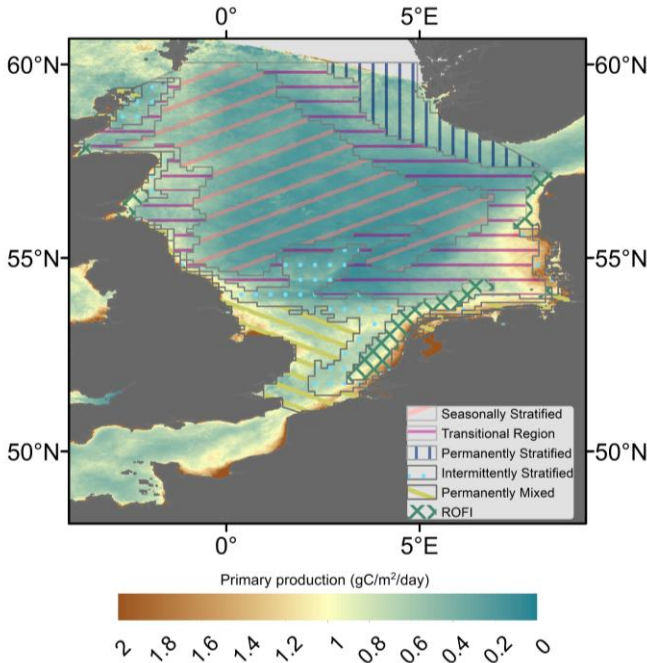 0° 5°E
60°N 60°N
55°N 55°N
50°N 50°N
Seasonally Stratified
Transitional Region
Permanently Stratified
Intermittently Stratified
Permanently Mixed
ROFI
0° 5°E
Primary production (gC/m²/day)
2 1.8 1.6 1.4 1.2 1 0.8 0.6 0.4 0.2 0